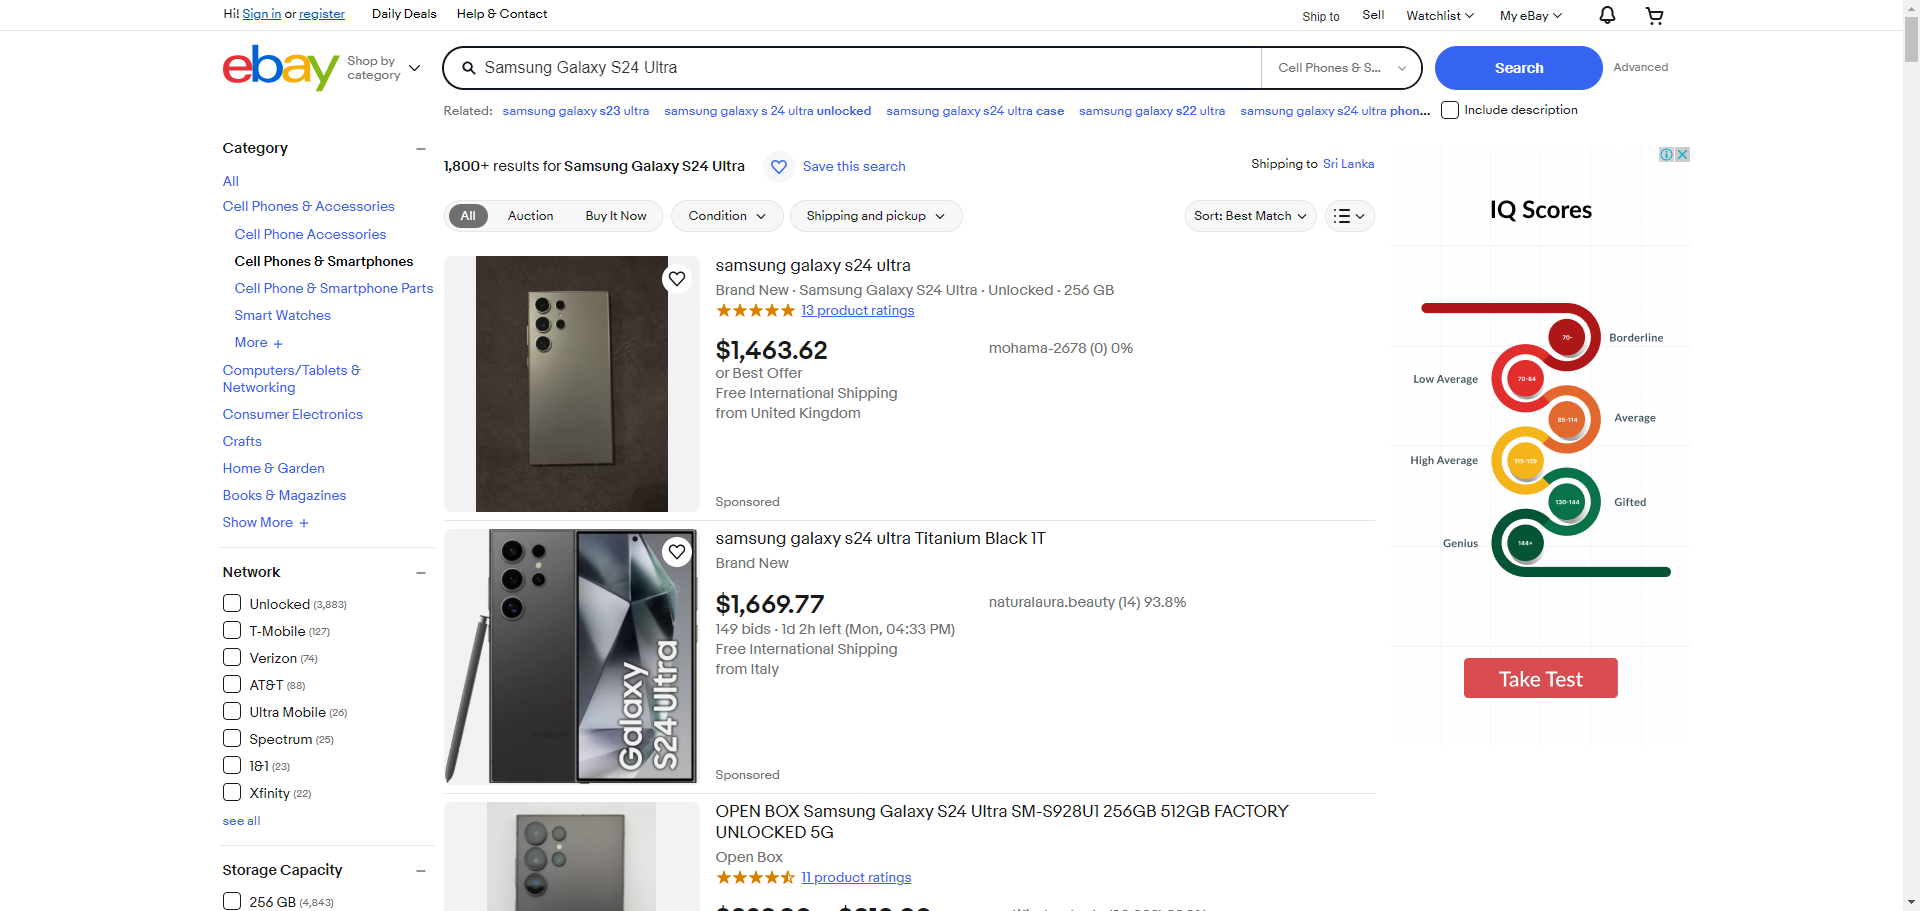 Hi! Sign in or register
Daily Deals
Help & Contact
Ship to
Sell
Watchlist
My eBay
ebay
Shop by category
Samsung Galaxy S24 Ultra
Cell Phones & S...
Search
Advanced
Related: samsung galaxy s23 ultra samsung galaxy s 24 ultra unlocked samsung galaxy s24 ultra case samsung galaxy s22 ultra samsung galaxy s24 ultra phon...
Include description
Category
All
Cell Phones & Accessories
Cell Phone Accessories
Cell Phones & Smartphones
Cell Phone & Smartphone Parts
Smart Watches
More +
Computers/Tablets &
Networking
Consumer Electronics
Crafts
Home & Garden
Books & Magazines
Show More +
Network
Unlocked (3,883)
T-Mobile (127)
Verizon (74)
AT&T (88)
Ultra Mobile (26)
Spectrum (25)
1&1 (23)
Xfinity (22)
see all
Storage Capacity
256 GB (4,843)
1,800+ results for Samsung Galaxy S24 Ultra
Save this search
Shipping to Sri Lanka
All
Auction
Buy It Now
Condition
Shipping and pickup
Sort: Best Match
samsung galaxy s24 ultra
Brand New · Samsung Galaxy S24 Ultra · Unlocked · 256 GB
13 product ratings
$1,463.62
mohama-2678 (0) 0%
or Best Offer
Free International Shipping
from United Kingdom
Sponsored
Galaxy
S24 Ultra
samsung galaxy s24 ultra Titanium Black 1T
Brand New
$1,669.77
naturalaura.beauty (14) 93.8%
149 bids · 1d 2h left (Mon, 04:33 PM)
Free International Shipping
from Italy
Sponsored
OPEN BOX Samsung Galaxy S24 Ultra SM-S928U1 256GB 512GB FACTORY
UNLOCKED 5G
Open Box
11 product ratings
IQ Scores
70-
Borderline
Low Average
70-84
85-114
Average
High Average
115-129
130-144
Gifted
Genius
144+
Take Test